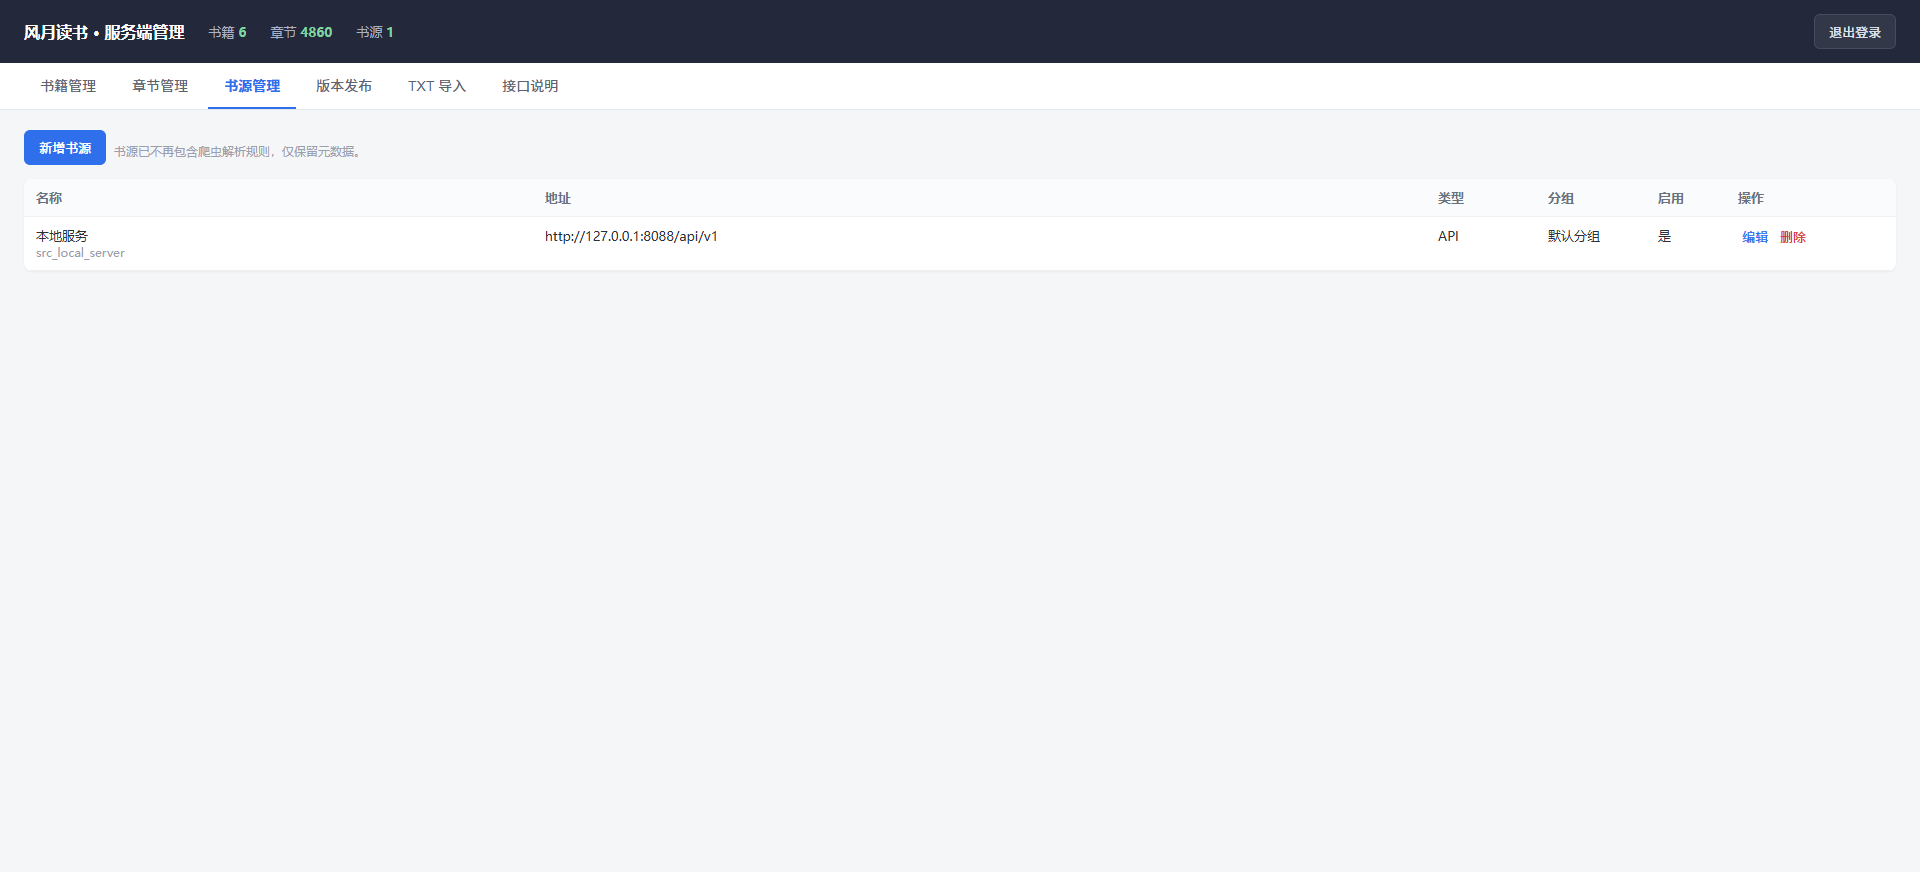 风月读书 • 服务端管理 书籍 6 章节 4860 书源 1 退出登录
书籍管理 章节管理 书源管理 版本发布 TXT 导入 接口说明
新增书源 书源已不再包含爬虫解析规则，仅保留元数据。
名称 地址 类型 分组 启用 操作
本地服务 http://127.0.0.1:8088/api/v1 API 默认分组 是 编辑 删除
src_local_server